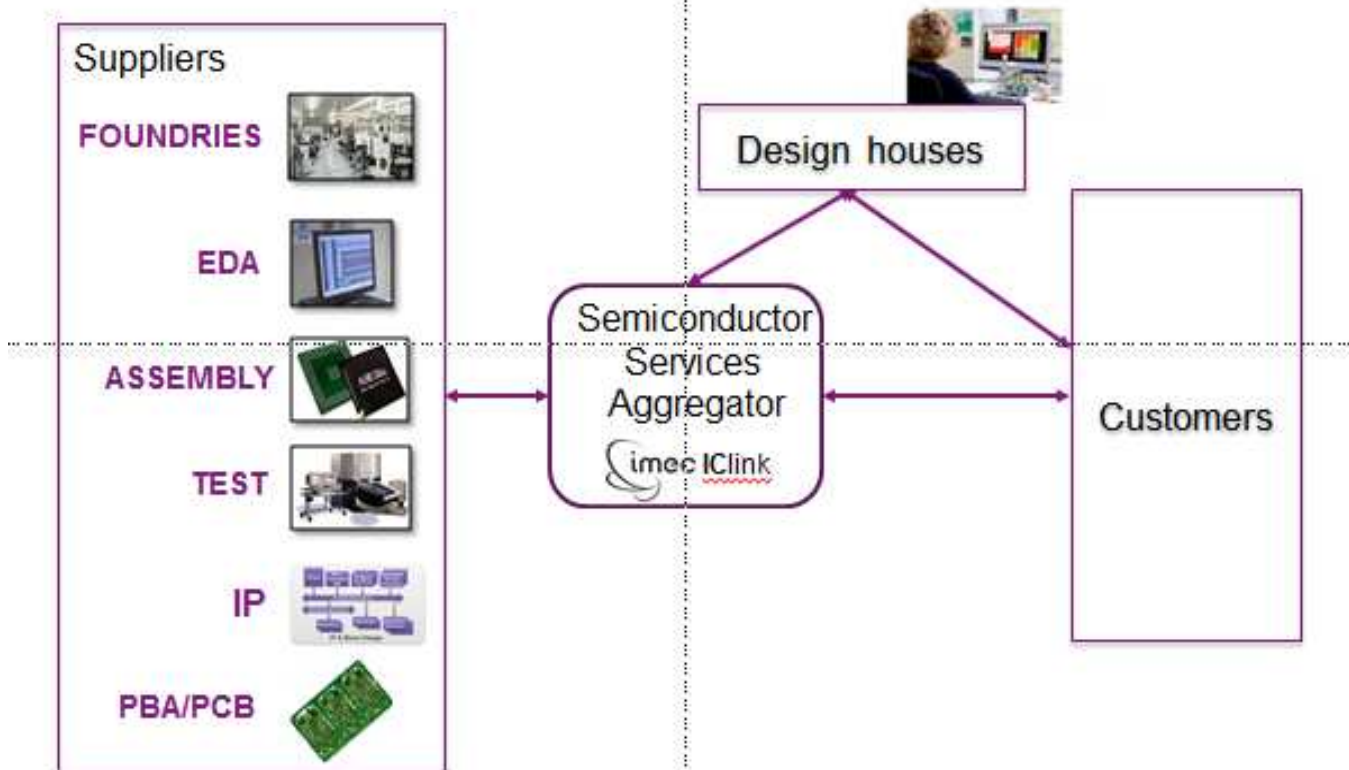 Suppliers
FOUNDRIES
EDA
ASSEMBLY
TEST
IP
PBA/PCB
Semiconductor
Services
Aggregator
imec IClink
Design houses
Customers